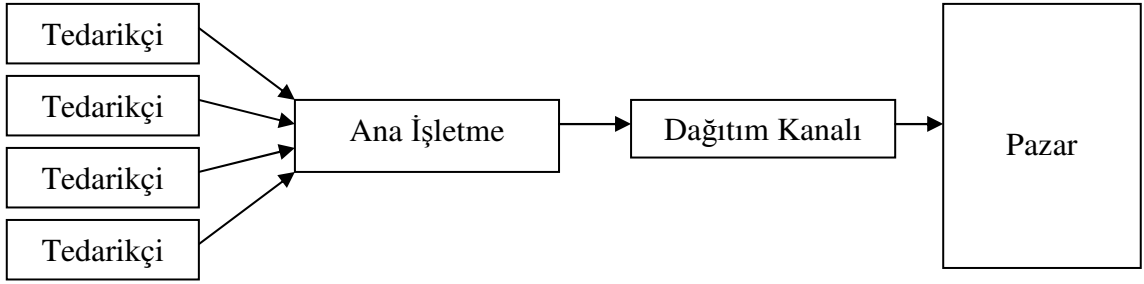 Tedarikçi
Tedarikçi
Tedarikçi
Tedarikçi
Ana İşletme
Dağıtım Kanalı
Pazar